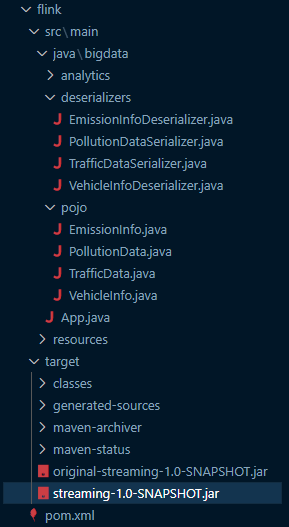 flink
src\main
java\bigdata
analytics
deserializers
EmissionInfoDeserializer.java
PollutionDataSerializer.java
TrafficDataSerializer.java
VehicleInfoDeserializer.java
pojo
EmissionInfo.java
PollutionData.java
TrafficData.java
VehicleInfo.java
App.java
resources
target
classes
generated-sources
maven-archiver
maven-status
original-streaming-1.0-SNAPSHOT.jar
streaming-1.0-SNAPSHOT.jar
pom.xml